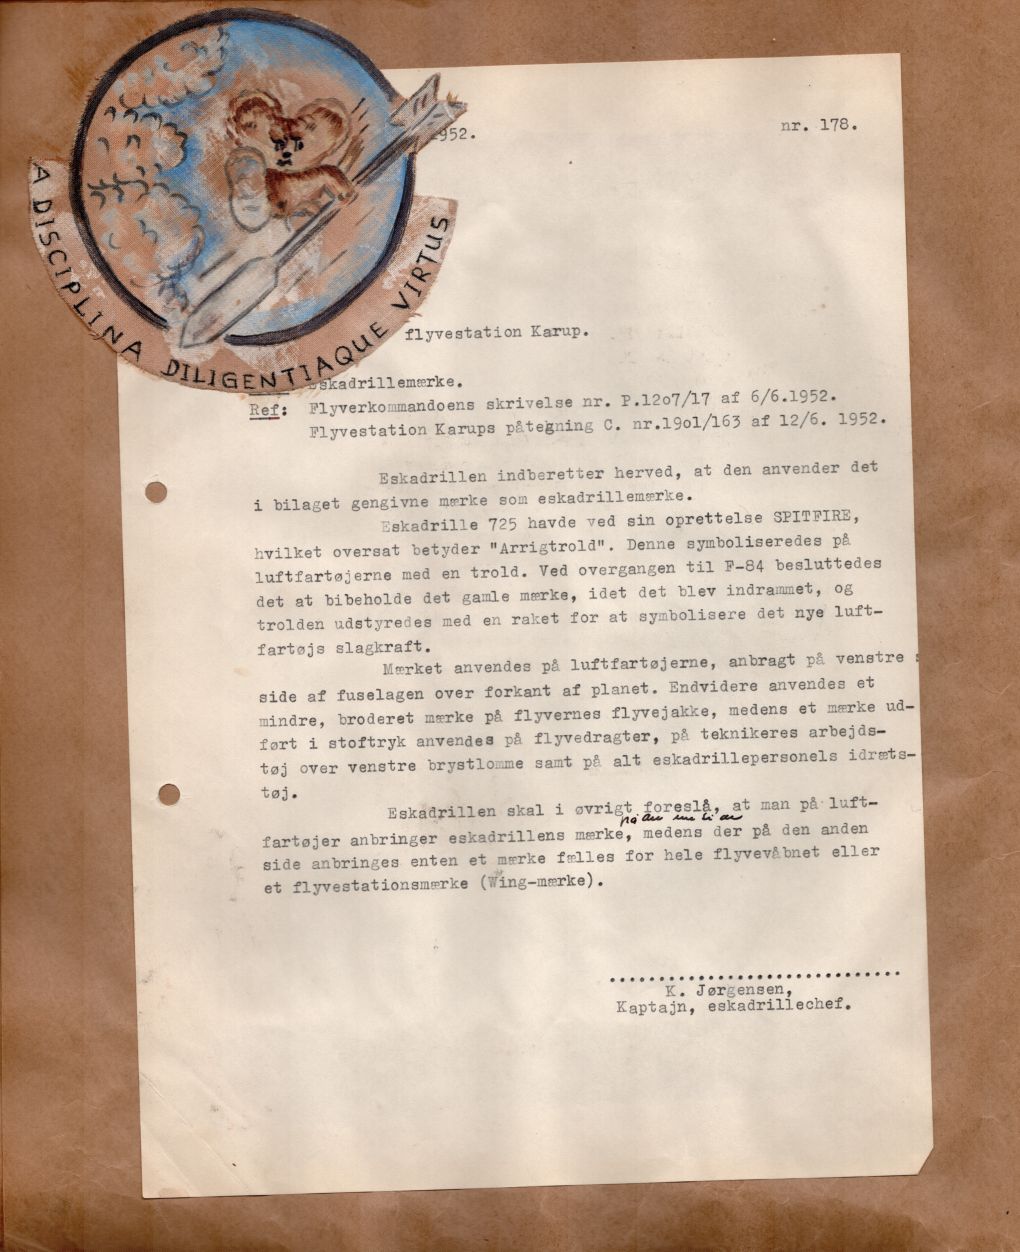 A DISCIPLINA DILIGENTIAQUE VIRTUS
1952.
nr. 178.
flyvestation Karup.
Eskadrillemærke.
Ref: Flyverkommandoens skrivelse nr. P.12o7/17 af 6/6.1952.
Flyvestation Karups påtegning C. nr.19o1/163 af 12/6. 1952.
Eskadrillen indberetter herved, at den anvender det
i bilaget gengivne mærke som eskadrillemærke.
Eskadrille 725 havde ved sin oprettelse SPITFIRE,
hvilket oversat betyder "Arrigtrold". Denne symboliseredes på
luftfartøjerne med en trold. Ved overgangen til F-84 besluttedes
det at bibeholde det gamle mærke, idet det blev indrammet, og
trolden udstyredes med en raket for at symbolisere det nye luft-
fartøjs slagkraft.
Mærket anvendes på luftfartøjerne, anbragt på venstre s
side af fuselagen over forkant af planet. Endvidere anvendes et
mindre, broderet mærke på flyvernes flyvejakke, medens et mærke ud-
ført i stoftryk anvendes på flyvedragter, på teknikeres arbejds-
tøj over venstre brystlomme samt på alt eskadrillepersonels idræts-
tøj.
Eskadrillen skal i øvrigt foreslå, at man på luft-
på den ene
fartøjer anbringer eskadrillens mærke, medens der på den anden
side anbringes enten et mærke fælles for hele flyvevåbnet eller
et flyvestationsmærke (Wing-mærke).
K. Jørgensen,
Kaptajn, eskadrillechef.